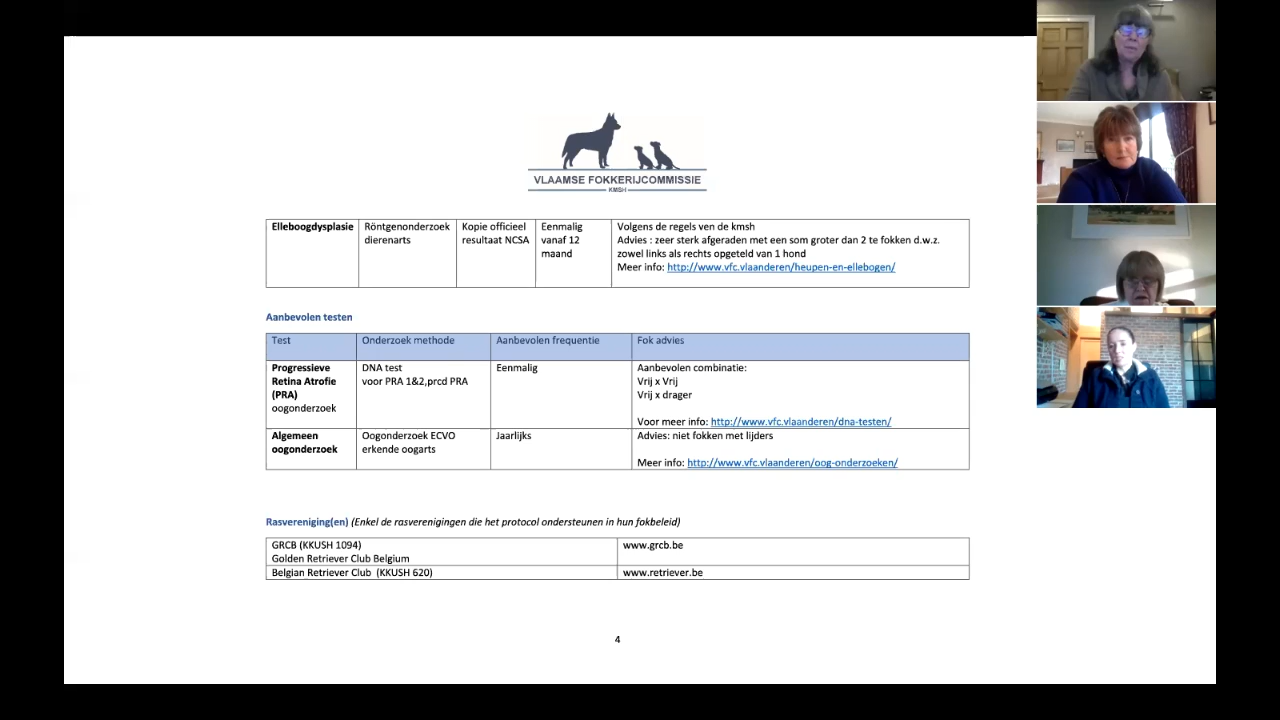 VLAAMSE FOKKERIJCOMMISSIE
KMSH
Elleboogdysplasie
Röntgenonderzoek
dierenarts
Kopie officieel
resultaat NCSA
Eenmalig
vanaf 12
maand
Volgens de regels ven de kmsh
Advies : zeer sterk afgeraden met een som groter dan 2 te fokken d.w.z.
zowel links als rechts opgeteld van 1 hond
Meer info: http://www.vfc.vlaanderen/heupen-en-ellebogen/
Aanbevolen testen
Test
Onderzoek methode
Aanbevolen frequentie
Fok advies
Progressieve
Retina Atrofie
(PRA)
oogonderzoek
DNA test
voor PRA 1&2,prcd PRA
Eenmalig
Aanbevolen combinatie:
Vrij x Vrij
Vrij x drager
Voor meer info: http://www.vfc.vlaanderen/dna-testen/
Algemeen
oogonderzoek
Oogonderzoek ECVO
erkende oogarts
Jaarlijks
Advies: niet fokken met lijders
Meer info: http://www.vfc.vlaanderen/oog-onderzoeken/
Rasvereniging(en) (Enkel de rasverenigingen die het protocol ondersteunen in hun fokbeleid)
GRCB (KKUSH 1094)
Golden Retriever Club Belgium
www.grcb.be
Belgian Retriever Club (KKUSH 620)
www.retriever.be
4